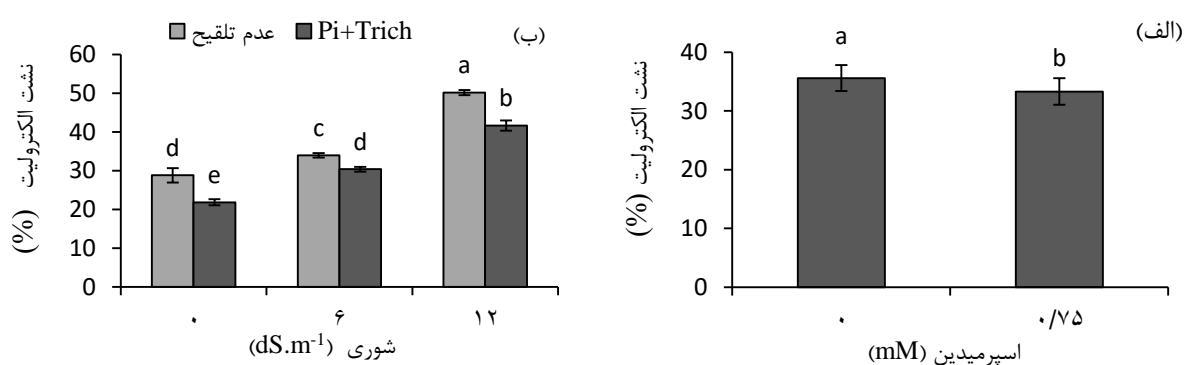 (الف)
نشت الکترولیت (%)
50
40
30
20
10
0
a
b
۰
۰/۷۵
اسپرمیدین (mM)
(ب)
عدم تلقیح
Pi+Trich
نشت الکترولیت
(%)
60
50
40
30
20
10
0
d
e
c
d
a
b
۰
۶
۱۲
شوری (dS.m-1)